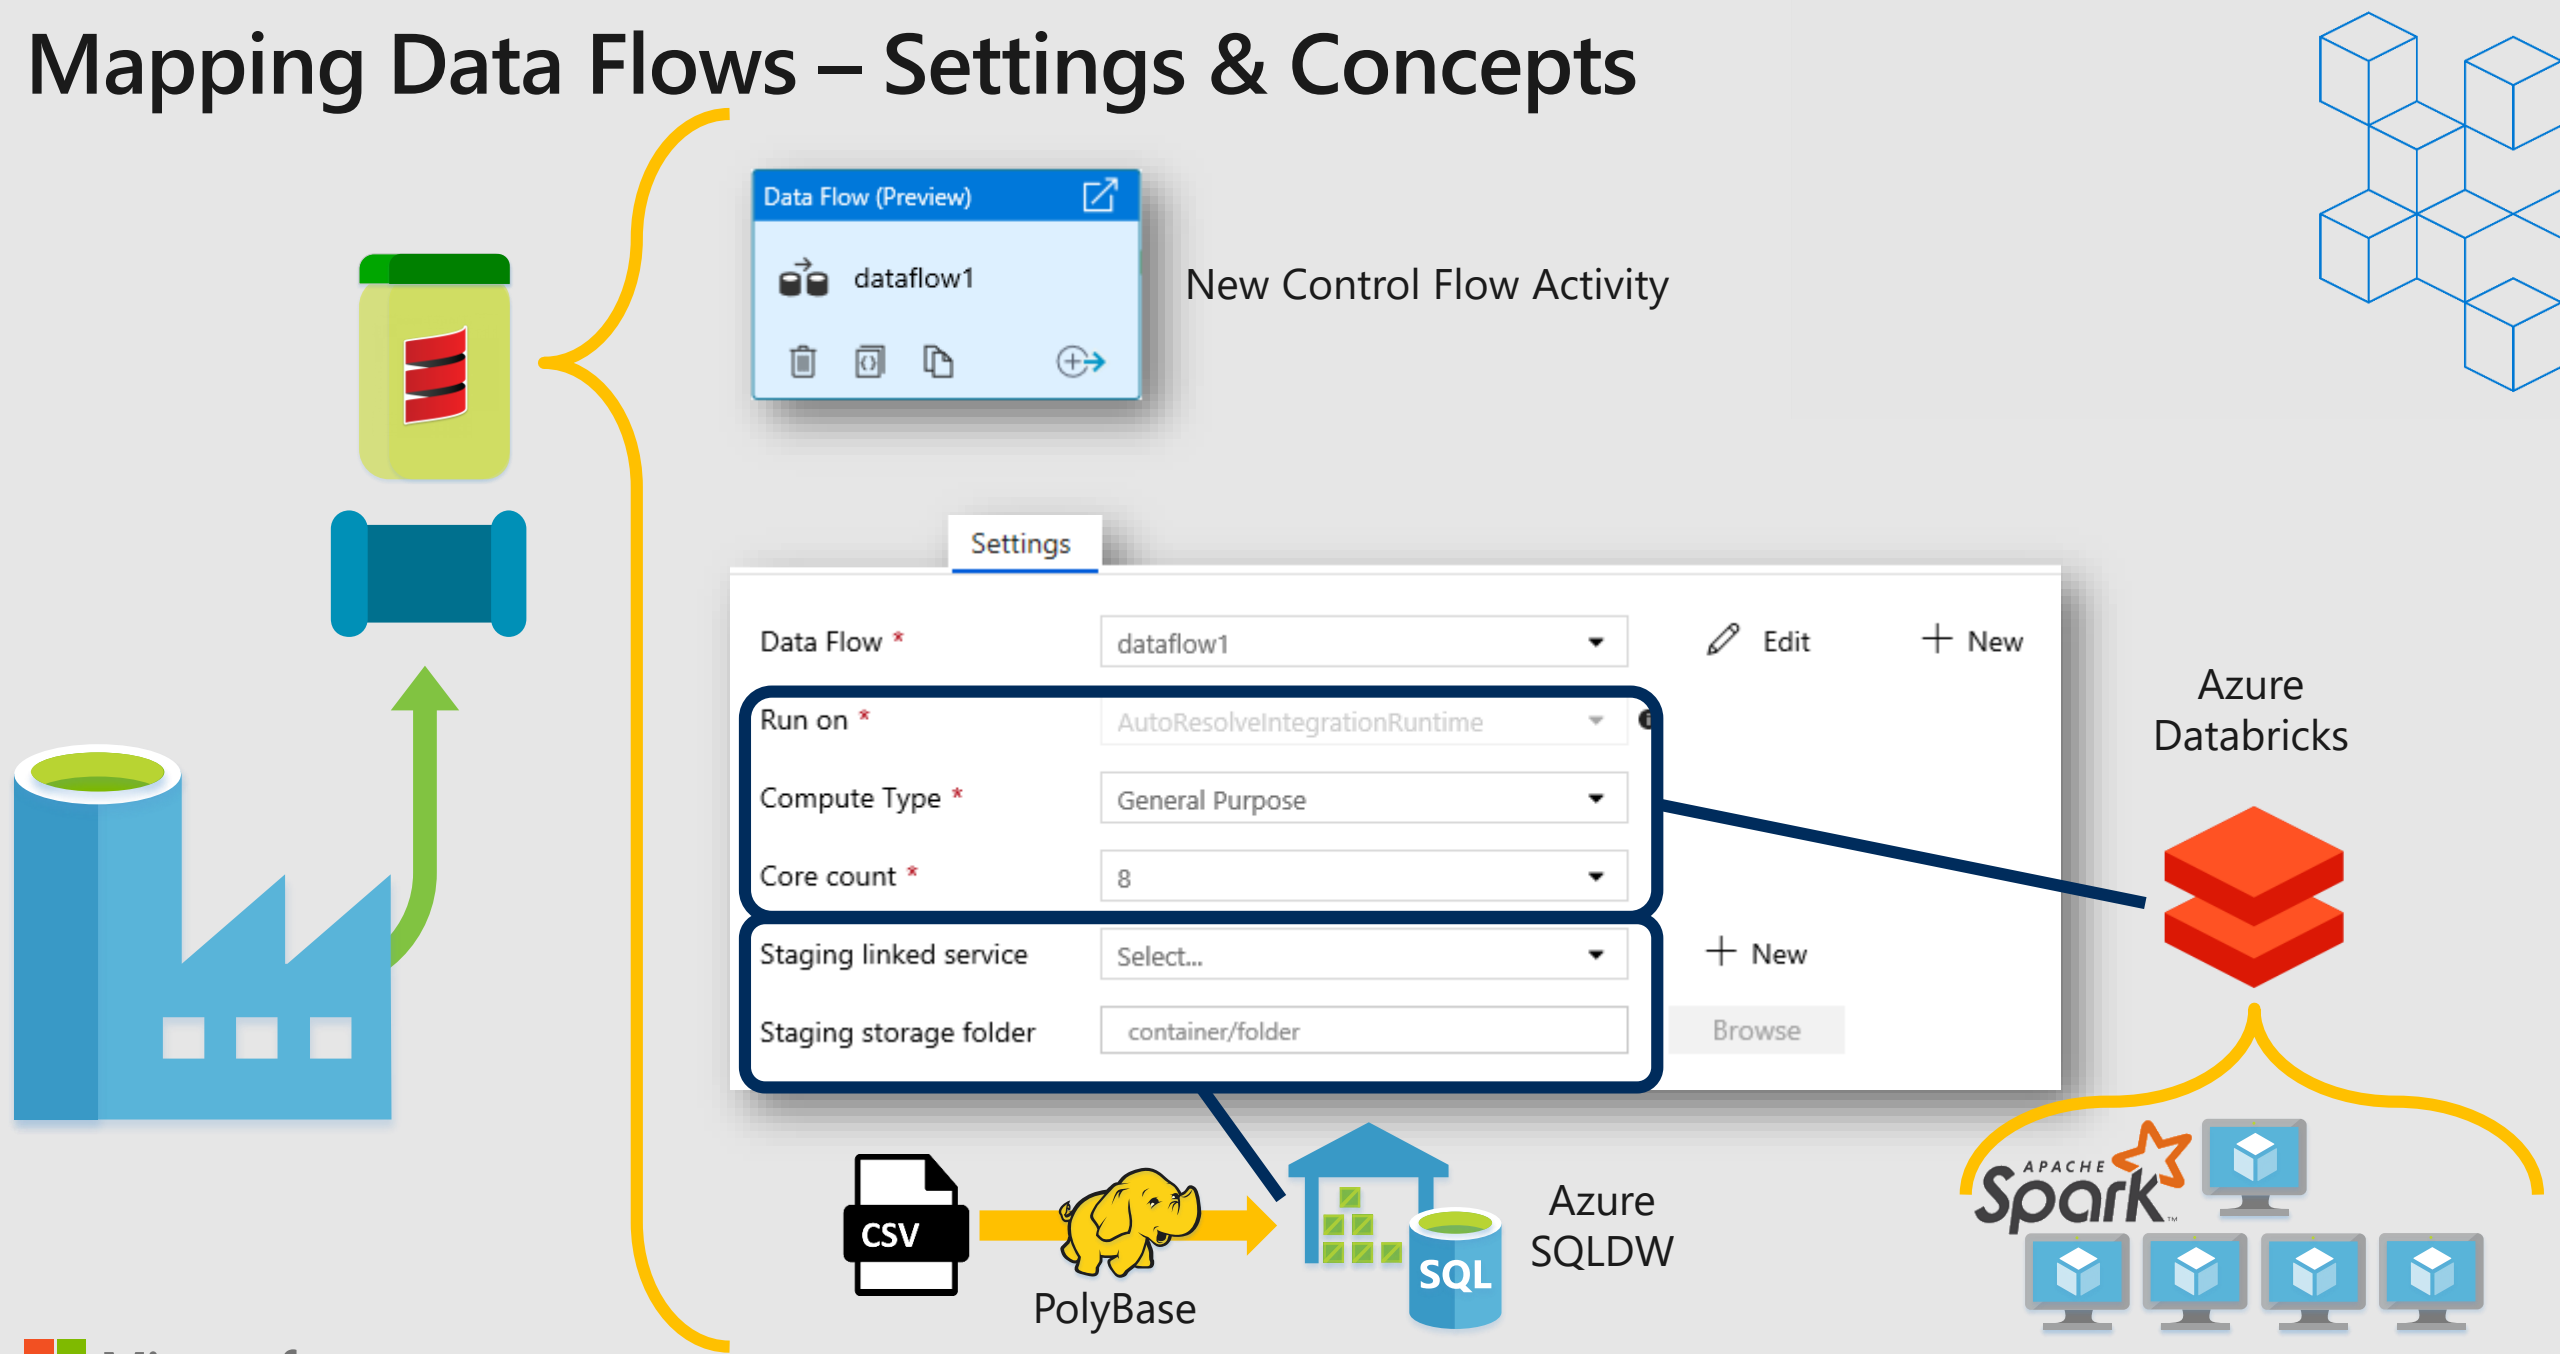 Mapping Data Flows – Settings & Concepts
Data Flow (Preview)
dataflow1
New Control Flow Activity
Settings
Data Flow *
dataflow1
Edit
New
Run on *
AutoResolveIntegrationRuntime
Compute Type *
General Purpose
Core count *
8
Staging linked service
Select...
New
Staging storage folder
container/folder
Browse
Azure
Databricks
CSV
PolyBase
SQL
Azure
SQLDW
APACHE
Spark™